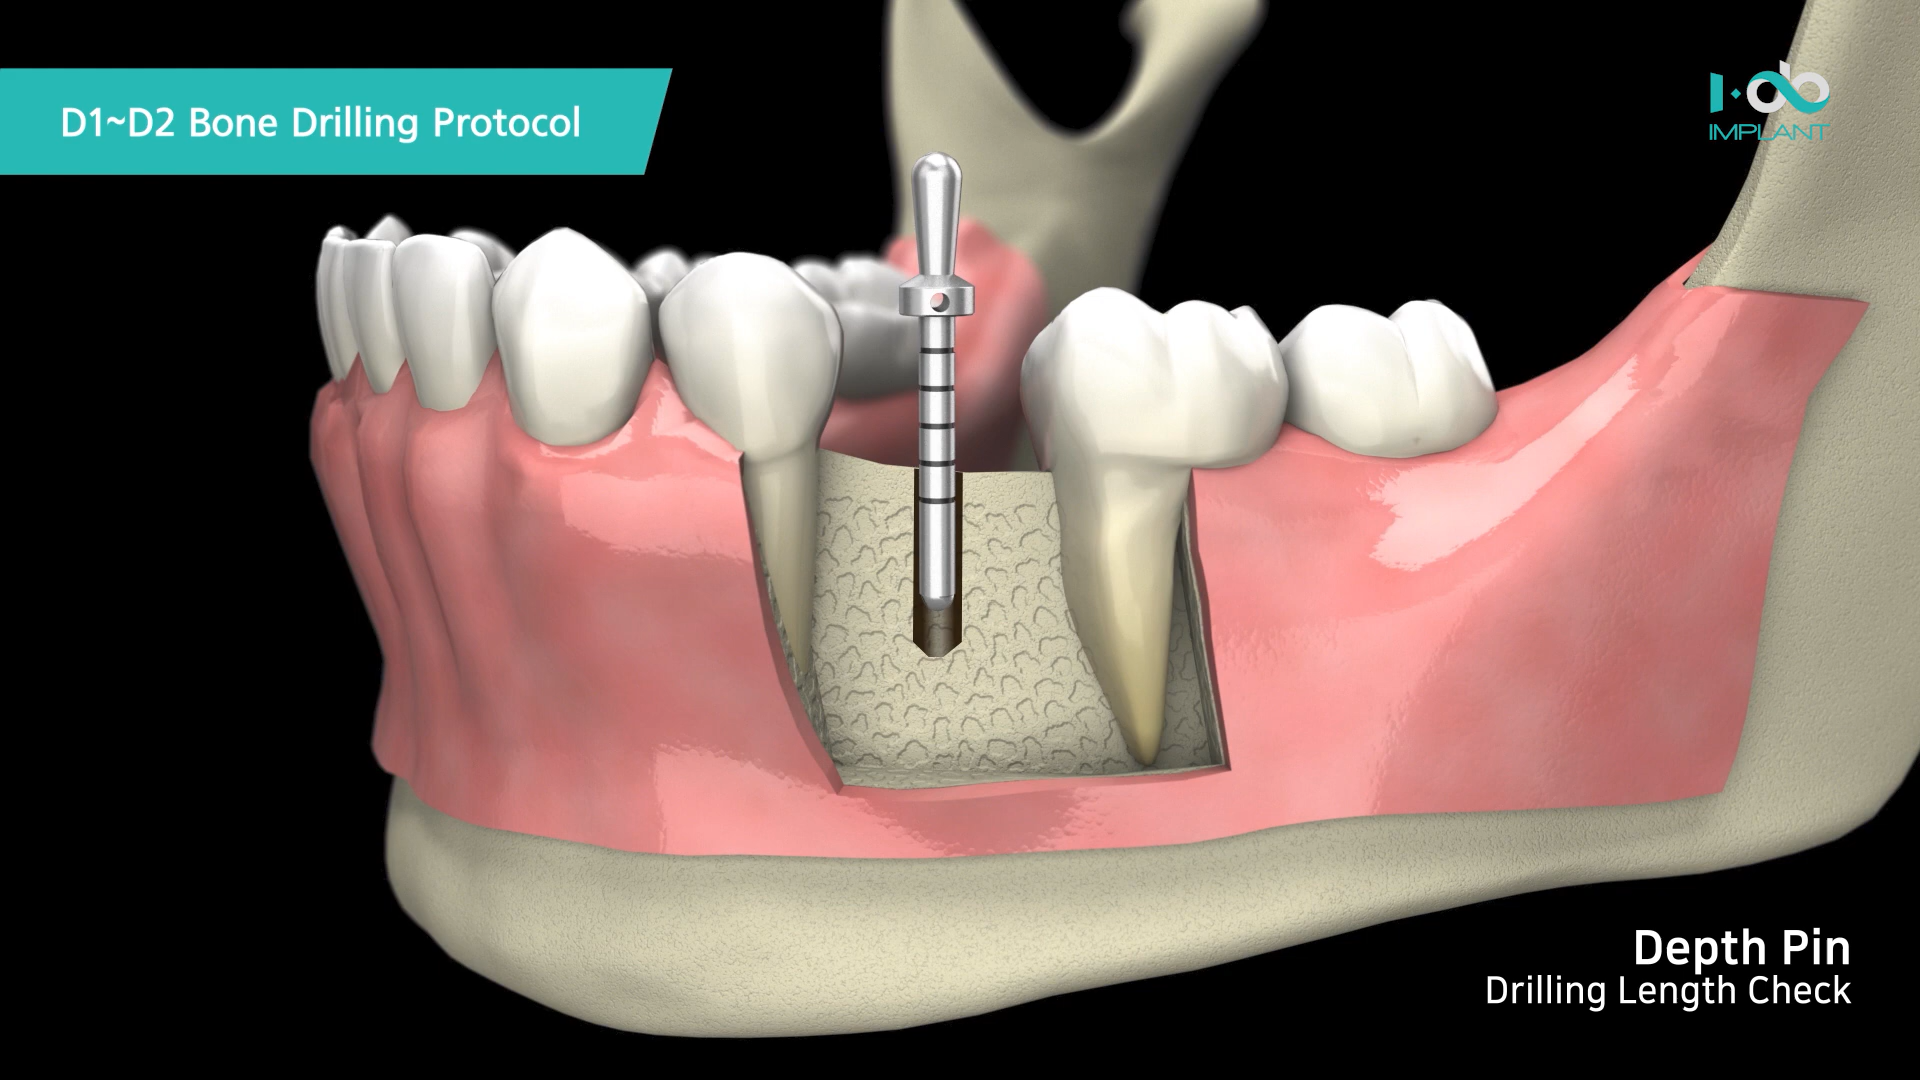 D1~D2 Bone Drilling Protocol
IMPLANT
Depth Pin
Drilling Length Check